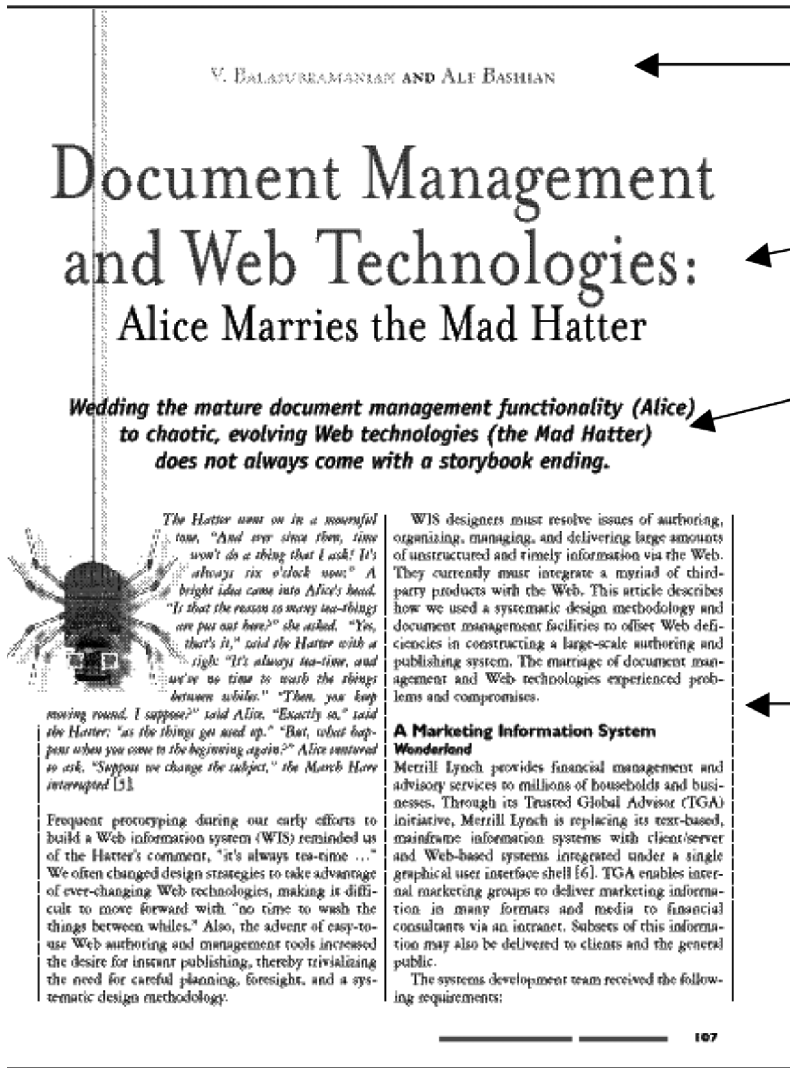 V. BALASUBRAMANIAN AND ALF BASHIAN
Document Management
and Web Technologies:
Alice Marries the Mad Hatter
Wedding the mature document management functionality (Alice)
to chaotic, evolving Web technologies (the Mad Hatter)
does not always come with a storybook ending.
The Hatter went on in a mournful
tone, "And ever since then, time
won't do a thing that I ask! It's
always six o'clock now." A
bright idea came into Alice's head.
"Is that the reason so many tea-things
are put out here?" she asked. "Yes,
that's it," said the Hatter with a
sigh: "It's always tea-time, and
we've no time to wash the things
between whiles." "Then, you keep
moving round, I suppose?" said Alice. "Exactly so," said
the Hatter: "as the things get used up." "But, what hap-
pens when you come to the beginning again?" Alice ventured
to ask. "Suppose we change the subject," the March Hare
interrupted [3].
Frequent prototyping during our early efforts to
build a Web information system (WIS) reminded us
of the Hatter's comment, "it's always tea-time ..."
We often changed design strategies to take advantage
of ever-changing Web technologies, making it diffi-
cult to move forward with "no time to wash the
things between whiles." Also, the advent of easy-to-
use Web authoring and management tools increased
the desire for instant publishing, thereby trivializing
the need for careful planning, foresight, and a sys-
tematic design methodology.
WIS designers must resolve issues of authoring,
organizing, managing, and delivering large amounts
of unstructured and timely information via the Web.
They currently must integrate a myriad of third-
party products with the Web. This article describes
how we used a systematic design methodology and
document management facilities to offset Web defi-
ciencies in constructing a large-scale authoring and
publishing system. The marriage of document man-
agement and Web technologies experienced prob-
lems and compromises.
A Marketing Information System
Wonderland
Merrill Lynch provides financial management and
advisory services to millions of households and busi-
nesses. Through its Trusted Global Advisor (TGA)
initiative, Merrill Lynch is replacing its text-based,
mainframe information systems with client/server
and Web-based systems integrated under a single
graphical user interface shell [6]. TGA enables inter-
nal marketing groups to deliver marketing informa-
tion in many formats and media to financial
consultants via an intranet. Subsets of this informa-
tion may also be delivered to clients and the general
public.
The systems development team received the follow-
ing requirements:
107